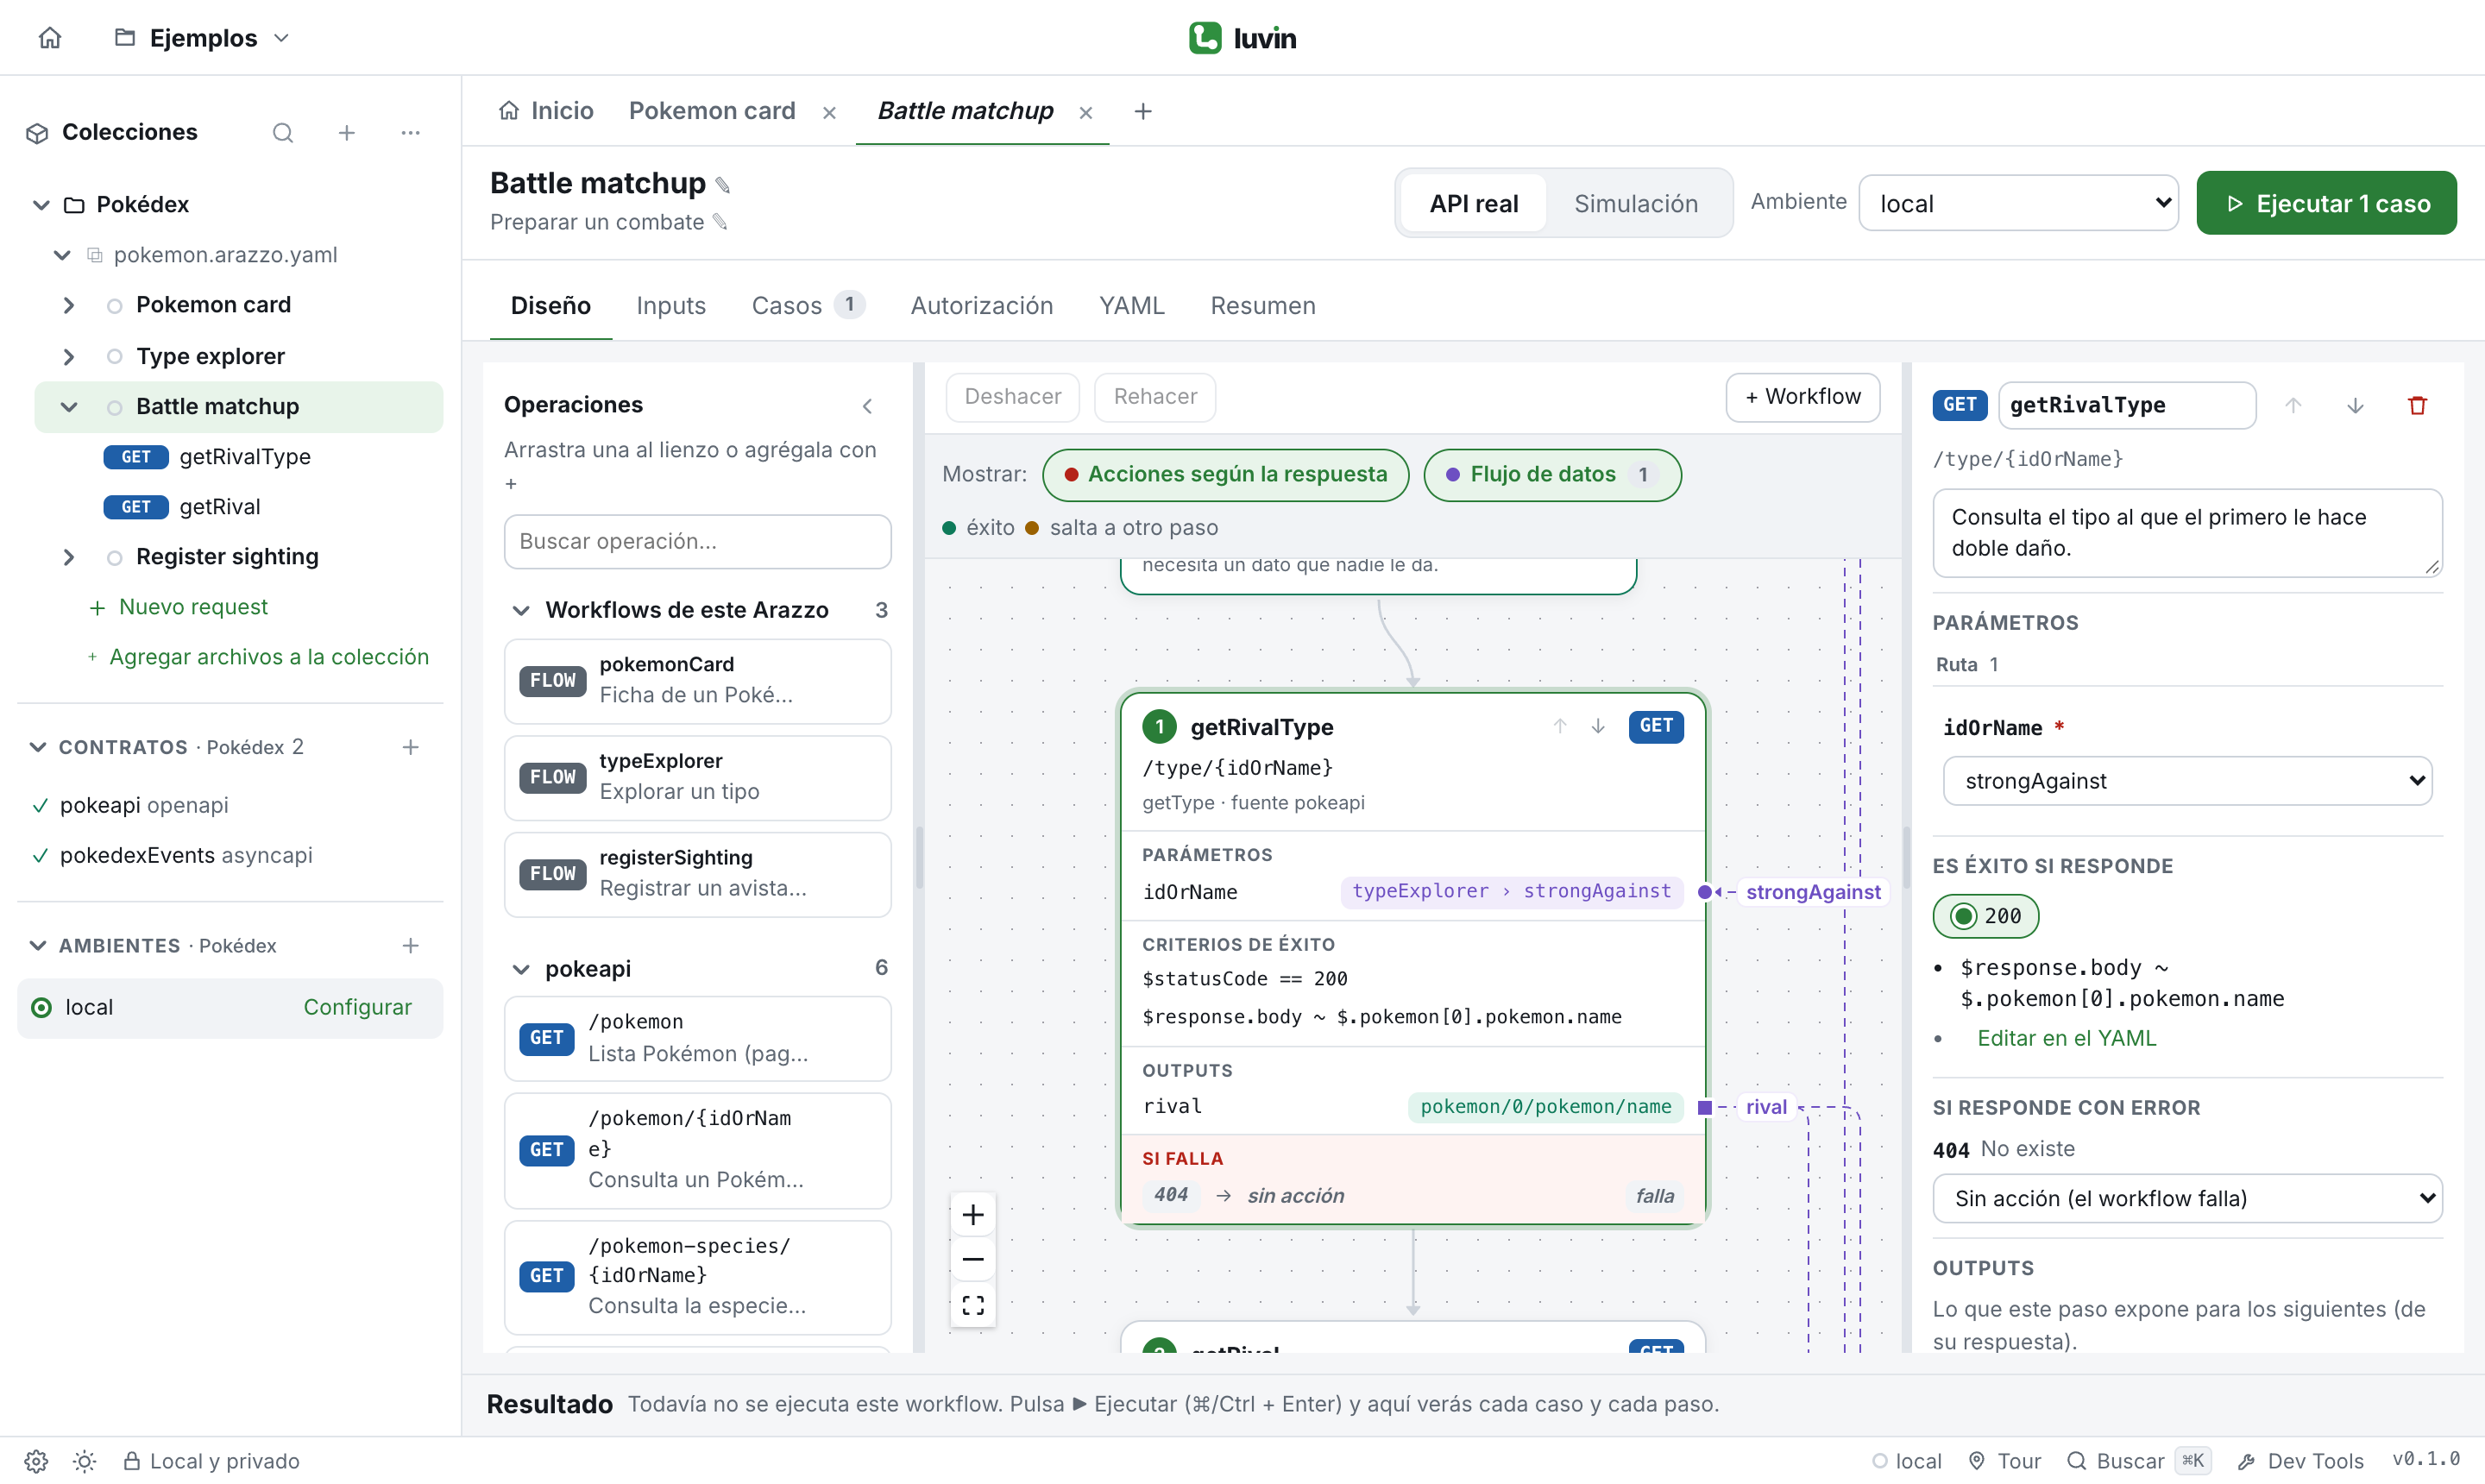 Ejemplos
luvin
Colecciones
Pokédex
pokemon.arazzo.yaml
Pokemon card
Type explorer
Battle matchup
GET getRivalType
GET getRival
Register sighting
+ Nuevo request
+ Agregar archivos a la colección
CONTRATOS · Pokédex 2
pokeapi openapi
pokedexEvents asyncapi
AMBIENTES · Pokédex
local Configurar
Inicio Pokemon card Battle matchup
Battle matchup
Preparar un combate
API real Simulación Ambiente local Ejecutar 1 caso
Diseño Inputs Casos 1 Autorización YAML Resumen
Operaciones
Arrastra una al lienzo o agrégala con
+
Buscar operación...
Workflows de este Arazzo 3
FLOW pokemonCard
Ficha de un Poké...
FLOW typeExplorer
Explorar un tipo
FLOW registerSighting
Registrar un avista...
pokeapi 6
GET /pokemon
Lista Pokémon (pag...
GET /pokemon/{idOrNam
e}
Consulta un Pokém...
GET /pokemon-species/
{idOrName}
Consulta la especie...
Deshacer Rehacer + Workflow
Mostrar: Acciones según la respuesta Flujo de datos 1
éxito salta a otro paso
necesita un dato que nadie le da.
1 getRivalType GET
/type/{idOrName}
getType · fuente pokeapi
PARÁMETROS
idOrName typeExplorer › strongAgainst
strongAgainst
CRITERIOS DE ÉXITO
$statusCode == 200
$response.body ~ $.pokemon[0].pokemon.name
OUTPUTS
rival pokemon/0/pokemon/name
rival
SI FALLA
404 → sin acción falla
2 getRival GET
GET getRivalType
/type/{idOrName}
Consulta el tipo al que el primero le hace
doble daño.
PARÁMETROS
Ruta 1
idOrName *
strongAgainst
ES ÉXITO SI RESPONDE
200
• $response.body ~
$.pokemon[0].pokemon.name
• Editar en el YAML
SI RESPONDE CON ERROR
404 No existe
Sin acción (el workflow falla)
OUTPUTS
Lo que este paso expone para los siguientes (de
su respuesta).
Resultado Todavía no se ejecuta este workflow. Pulsa ▶ Ejecutar (⌘/Ctrl + Enter) y aquí verás cada caso y cada paso.
Local y privado
local Tour Buscar ⌘K Dev Tools v0.1.0